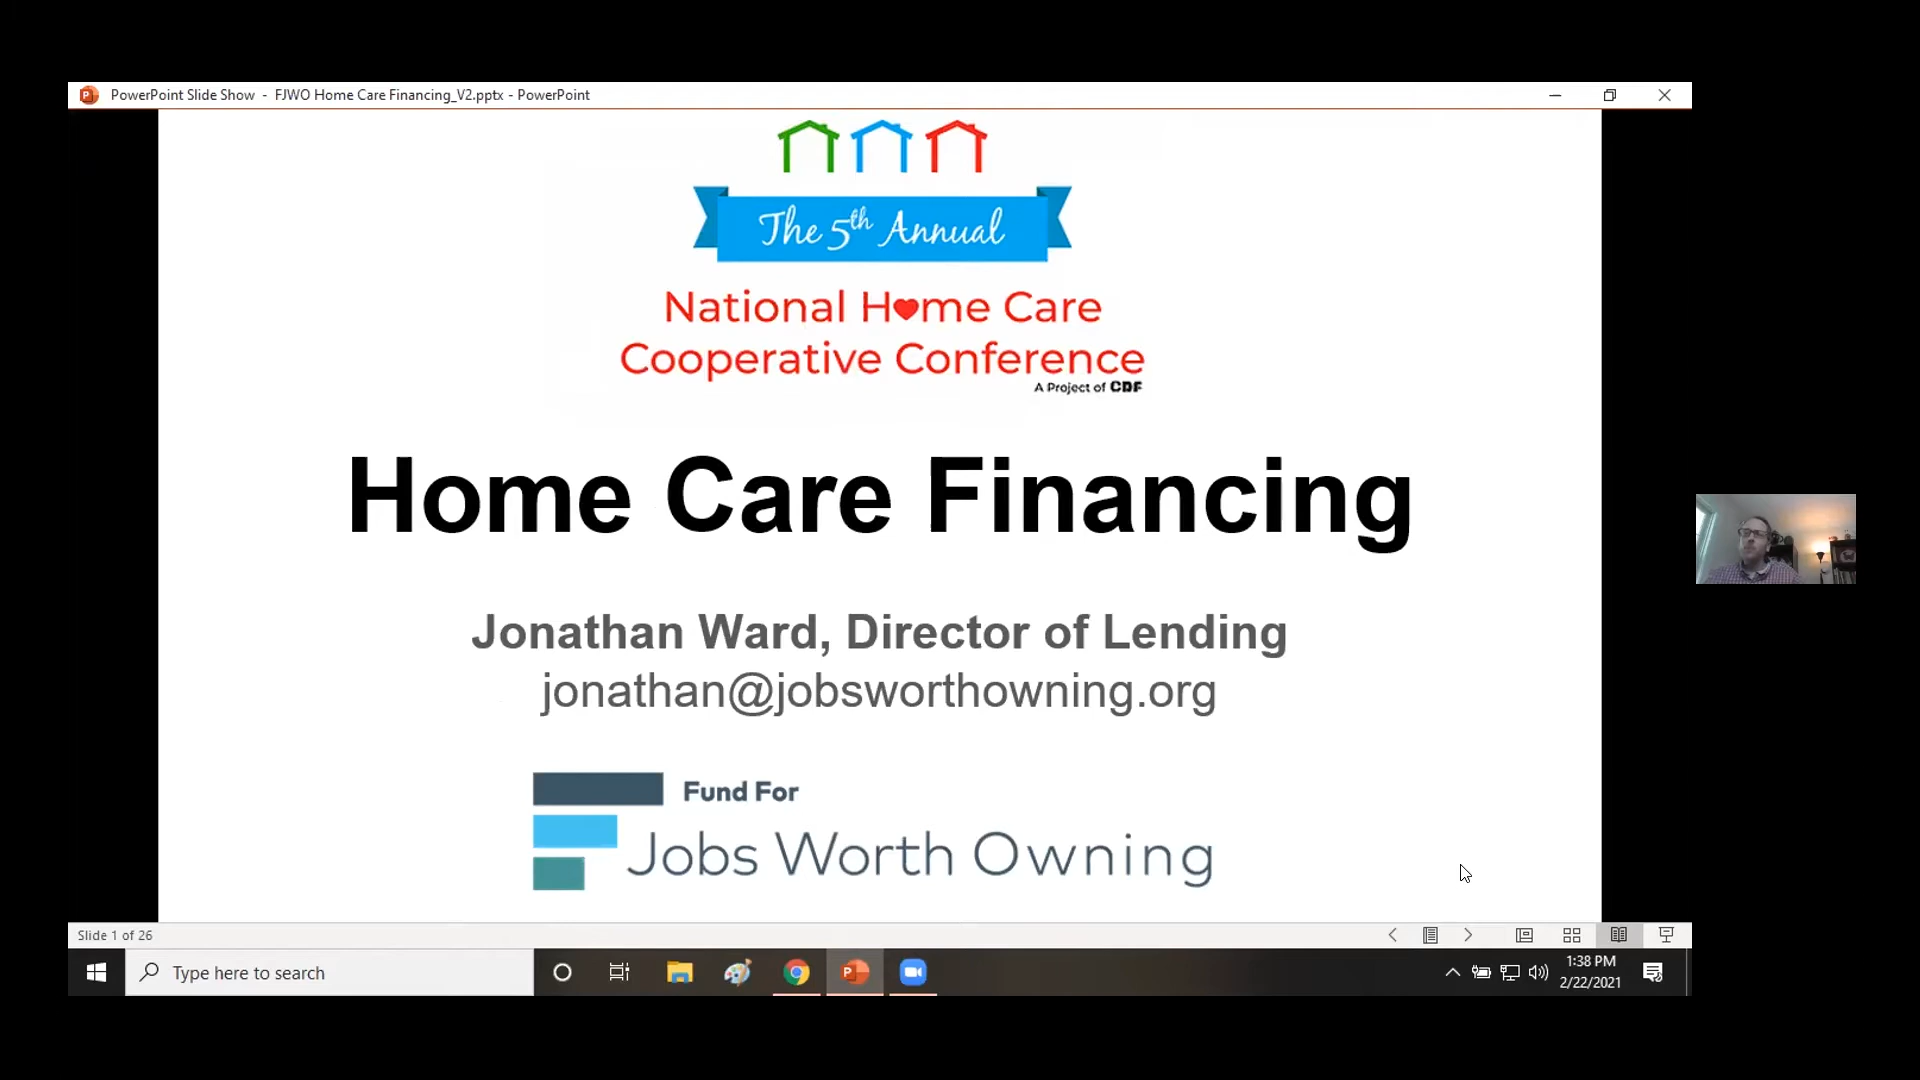 PowerPoint Slide Show - FJWO Home Care Financing_V2.pptx - PowerPoint
The 5th Annual
National Home Care
Cooperative Conference
A Project of CDF
Home Care Financing
Jonathan Ward, Director of Lending
jonathan@jobsworthowning.org
Fund For
Jobs Worth Owning
Slide 1 of 26
Type here to search
1:38 PM
2/22/2021